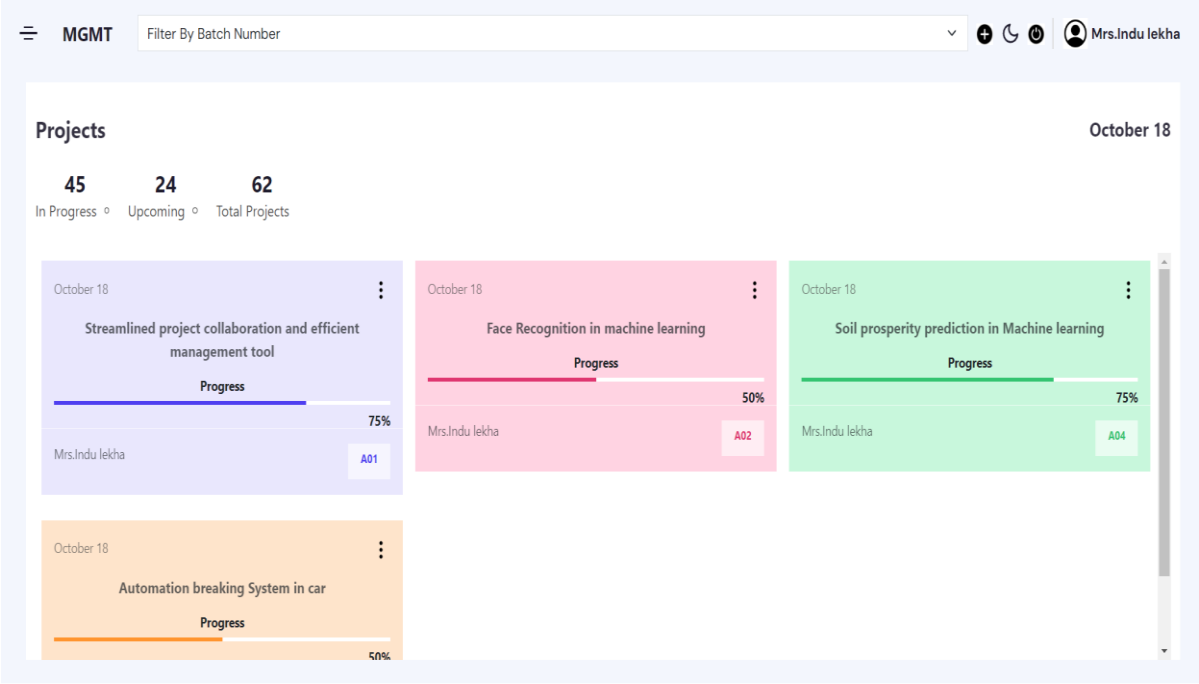 MGMT
Filter By Batch Number
Mrs.Indu lekha
Projects
October 18
45
24
62
In Progress
Upcoming
Total Projects
October 18
Streamlined project collaboration and efficient
management tool
Progress
75%
Mrs.Indu lekha
A01
October 18
Face Recognition in machine learning
Progress
50%
Mrs.Indu lekha
A02
October 18
Soil prosperity prediction in Machine learning
Progress
75%
Mrs.Indu lekha
A04
October 18
Automation breaking System in car
Progress
50%